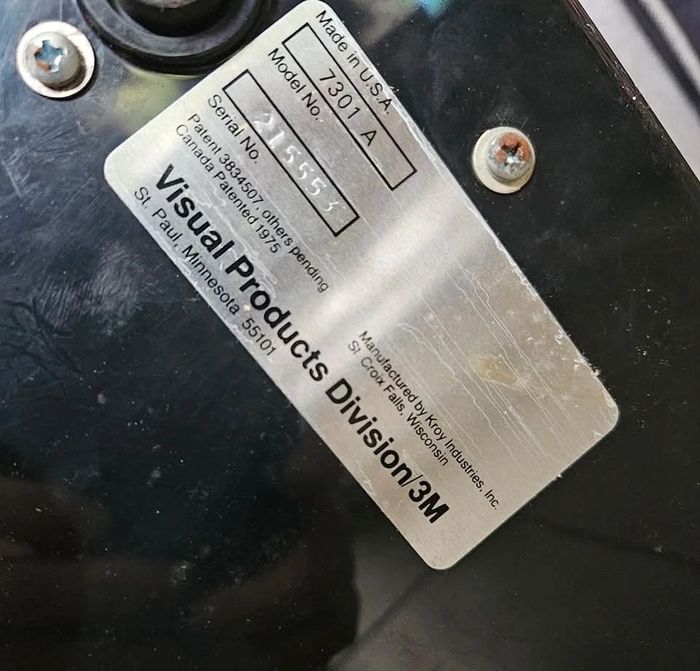 Made in U.S.A.
Model No.
7301 A
Serial No.
Patent 3834507, others pending
Canada Patented 1975
Manufactured by Kroy Industries, Inc.
St. Croix Falls, Wisconsin
Visual Products Division/3M
St. Paul, Minnesota 55101